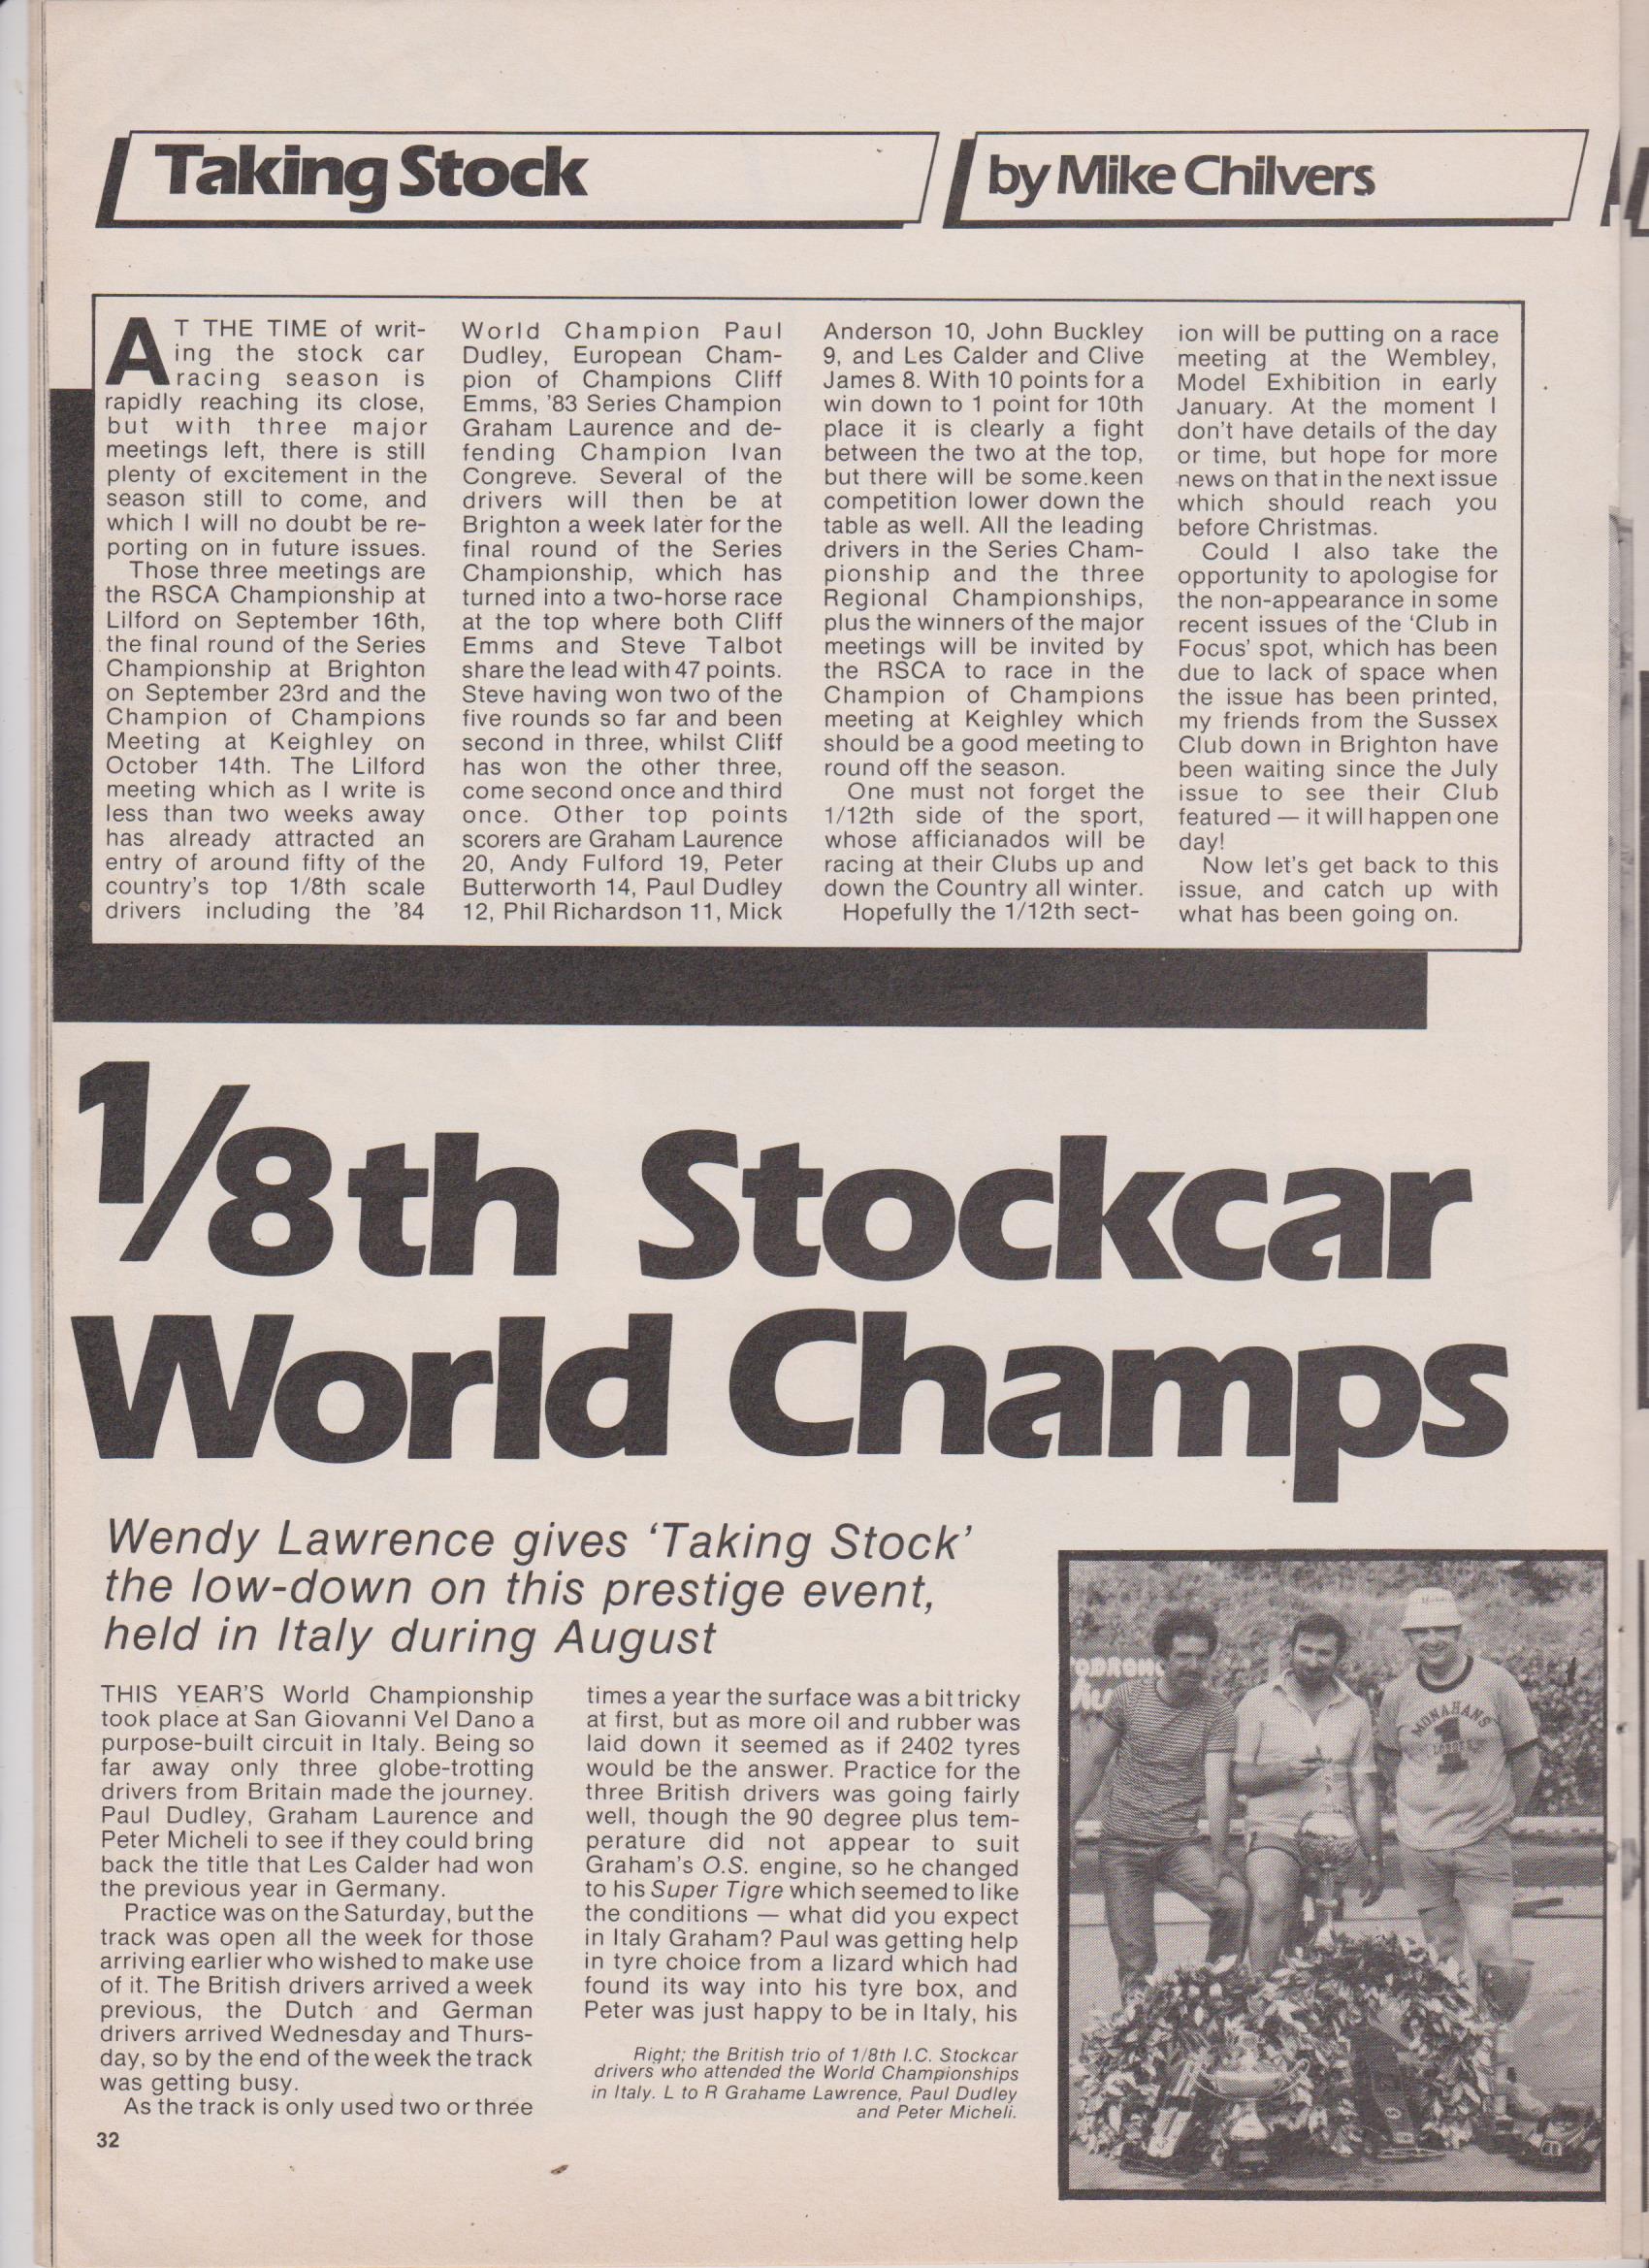 Taking Stock
by Mike Chilvers
AT THE TIME of writ-
ing the stock car
racing season is
rapidly reaching its close,
but with three major
meetings left, there is still
plenty of excitement in the
season still to come, and
which I will no doubt be re-
porting on in future issues.
Those three meetings are
the RSCA Championship at
Lilford on September 16th,
the final round of the Series
Championship at Brighton
on September 23rd and the
Champion of Champions
Meeting at Keighley on
October 14th. The Lilford
meeting which as I write is
less than two weeks away
has already attracted an
entry of around fifty of the
country's top 1/8th scale
drivers including the '84
World Champion Paul
Dudley, European Cham-
pion of Champions Cliff
Emms, '83 Series Champion
Graham Laurence and de-
fending Champion Ivan
Congreve. Several of the
drivers will then be at
Brighton a week later for the
final round of the Series
Championship, which has
turned into a two-horse race
at the top where both Cliff
Emms and Steve Talbot
share the lead with 47 points.
Steve having won two of the
five rounds so far and been
second in three, whilst Cliff
has won the other three,
come second once and third
once. Other top points
scorers are Graham Laurence
20, Andy Fulford 19, Peter
Butterworth 14, Paul Dudley
12, Phil Richardson 11, Mick
Anderson 10, John Buckley
9, and Les Calder and Clive
James 8. With 10 points for a
win down to 1 point for 10th
place it is clearly a fight
between the two at the top,
but there will be some.keen
competition lower down the
table as well. All the leading
drivers in the Series Cham-
pionship and the three
Regional Championships,
plus the winners of the major
meetings will be invited by
the RSCA to race in the
Champion of Champions
meeting at Keighley which
should be a good meeting to
round off the season.
One must not forget the
1/12th side of the sport,
whose afficianados will be
racing at their Clubs up and
down the Country all winter.
Hopefully the 1/12th sect-
ion will be putting on a race
meeting at the Wembley,
Model Exhibition in early
January. At the moment I
don't have details of the day
or time, but hope for more
news on that in the next issue
which should reach you
before Christmas.
Could I also take the
opportunity to apologise for
the non-appearance in some
recent issues of the 'Club in
Focus' spot, which has been
due to lack of space when
the issue has been printed,
my friends from the Sussex
Club down in Brighton have
been waiting since the July
issue to see their Club
featured — it will happen one
day!
Now let's get back to this
issue, and catch up with
what has been going on.
1/8th Stockcar
World Champs
Wendy Lawrence gives 'Taking Stock'
the low-down on this prestige event,
held in Italy during August
THIS YEAR'S World Championship
took place at San Giovanni Vel Dano a
purpose-built circuit in Italy. Being so
far away only three globe-trotting
drivers from Britain made the journey.
Paul Dudley, Graham Laurence and
Peter Micheli to see if they could bring
back the title that Les Calder had won
the previous year in Germany.
Practice was on the Saturday, but the
track was open all the week for those
arriving earlier who wished to make use
of it. The British drivers arrived a week
previous, the Dutch and German
drivers arrived Wednesday and Thurs-
day, so by the end of the week the track
was getting busy.
As the track is only used two or three
times a year the surface was a bit tricky
at first, but as more oil and rubber was
laid down it seemed as if 2402 tyres
would be the answer. Practice for the
three British drivers was going fairly
well, though the 90 degree plus tem-
perature did not appear to suit
Graham's O.S. engine, so he changed
to his Super Tigre which seemed to like
the conditions — what did you expect
in Italy Graham? Paul was getting help
in tyre choice from a lizard which had
found its way into his tyre box, and
Peter was just happy to be in Italy, his
Right; the British trio of 1/8th I.C. Stockcar
drivers who attended the World Championships
in Italy. L to R Grahame Lawrence, Paul Dudley
and Peter Micheli.
MONAHANS
1
32